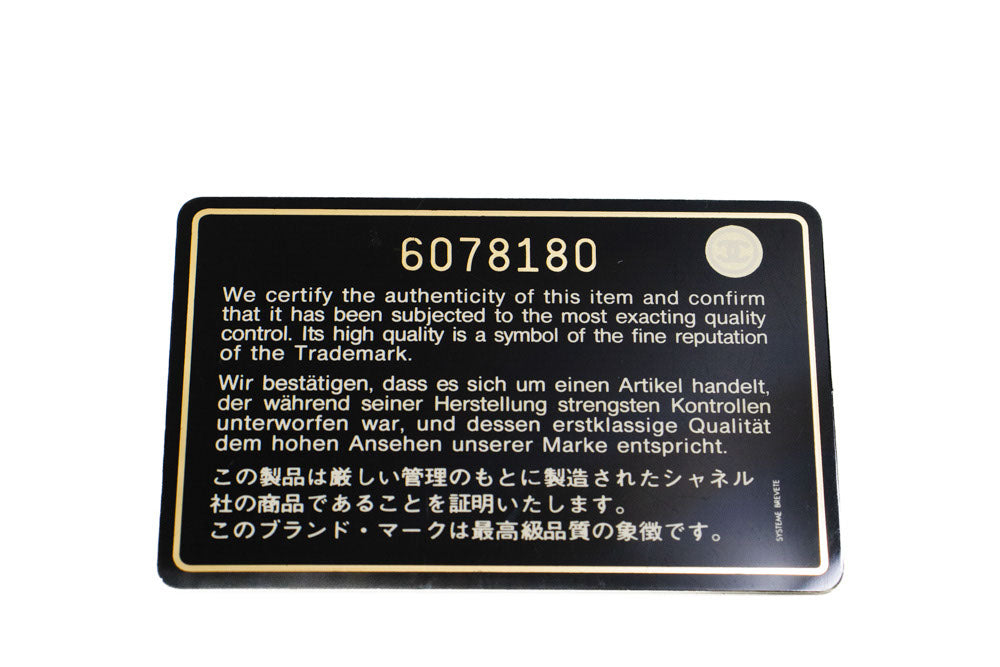 6078180
We certify the authenticity of this item and confirm
that it has been subjected to the most exacting quality
control. Its high quality is a symbol of the fine reputation
of the Trademark.
Wir bestätigen, dass es sich um einen Artikel handelt,
der während seiner Herstellung strengsten Kontrollen
unterworfen war, und dessen erstklassige Qualität
dem hohen Ansehen unserer Marke entspricht.
この製品は厳しい管理のもとに製造されたシャネル
社の商品であることを証明いたします。
このブランド・マークは最高級品質の象徴です。
SYSTEME BREVETE